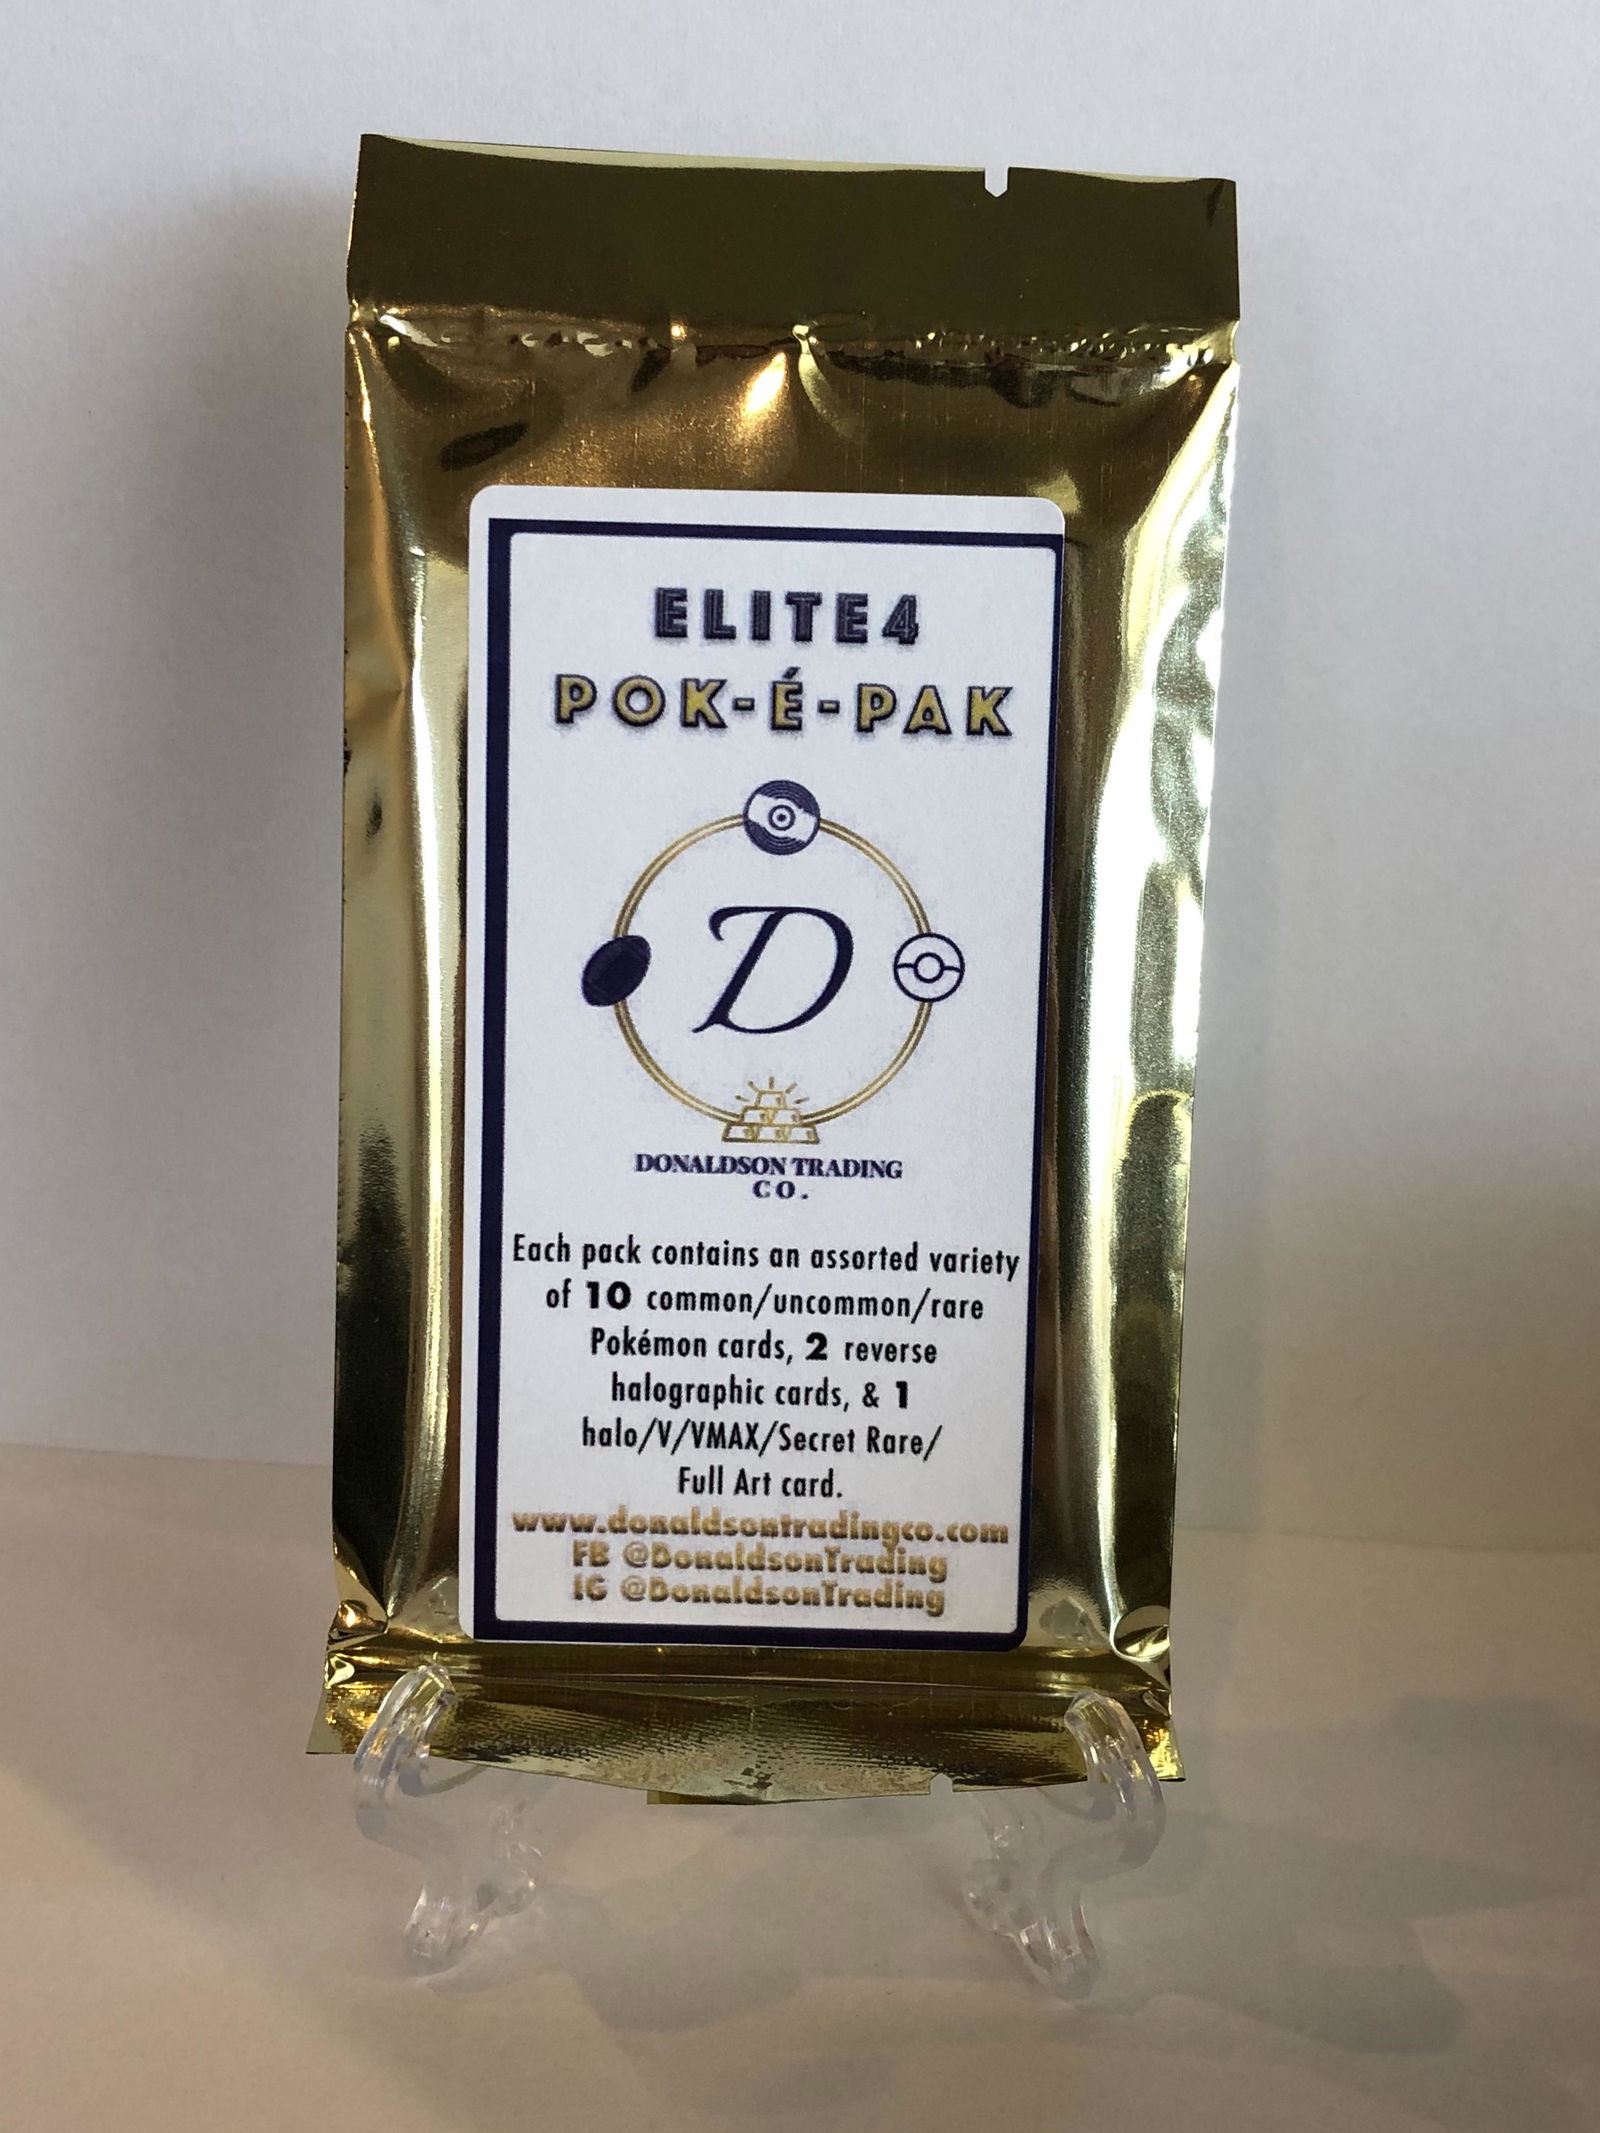 ELITE4
POK-É-PAK
D
DONALDSON TRADING
CO.
Each pack contains an assorted variety
of 10 common/uncommon/rare
Pokémon cards, 2 reverse
halographic cards, & 1
halo/V/VMAX/Secret Rare/
Full Art card.
www.donaldsontradingco.com
FB @DonaldsonTrading
IG @DonaldsonTrading